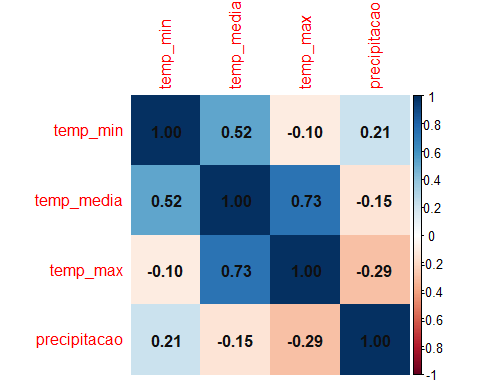 temp_min temp_media temp_max precipitacao
temp_min 1.00 0.52 -0.10 0.21
temp_media 0.52 1.00 0.73 -0.15
temp_max -0.10 0.73 1.00 -0.29
precipitacao 0.21 -0.15 -0.29 1.00
1
0.8
0.6
0.4
0.2
0
-0.2
-0.4
-0.6
-0.8
-1